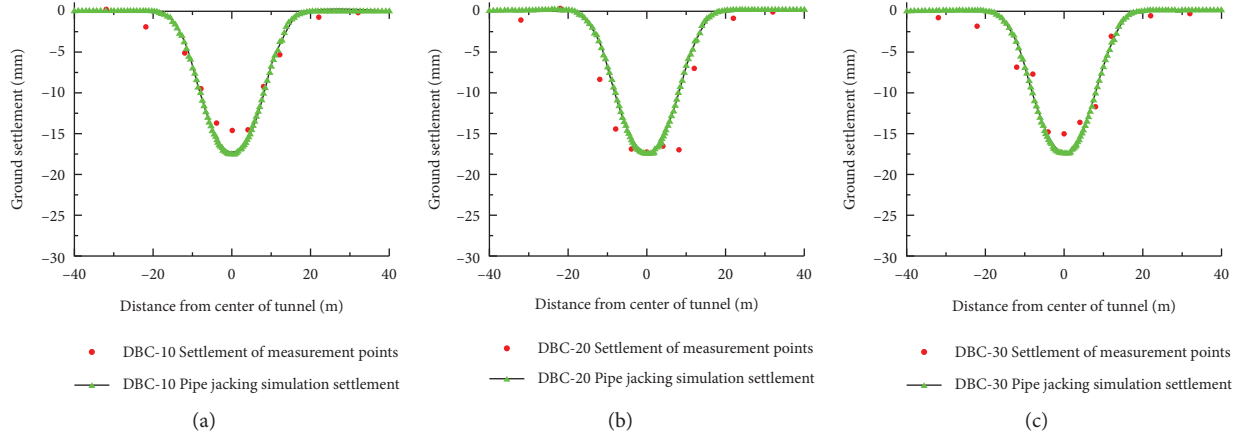 0
−5
−10
−15
−20
−25
−30
Ground settlement (mm)
−40 −20 0 20 40
Distance from center of tunnel (m)
DBC-10 Settlement of measurement points
DBC-10 Pipe jacking simulation settlement
(a)
0
−5
−10
−15
−20
−25
−30
Ground settlement (mm)
−40 −20 0 20 40
Distance from center of tunnel (m)
DBC-20 Settlement of measurement points
DBC-20 Pipe jacking simulation settlement
(b)
0
−5
−10
−15
−20
−25
−30
Ground settlement (mm)
−40 −20 0 20 40
Distance from center of tunnel (m)
DBC-30 Settlement of measurement points
DBC-30 Pipe jacking simulation settlement
(c)